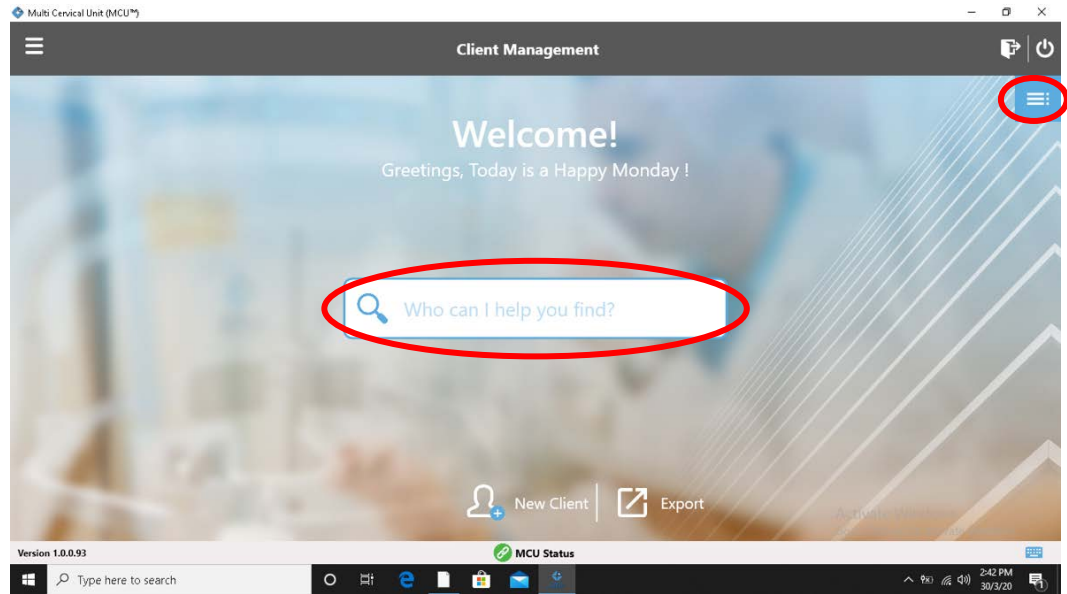 Multi Cervical Unit (MCU™)
Client Management
Welcome!
Greetings, Today is a Happy Monday !
Who can I help you find?
New Client
Export
Version 1.0.0.93
MCU Status
Type here to search
2:42 PM
30/3/20
1